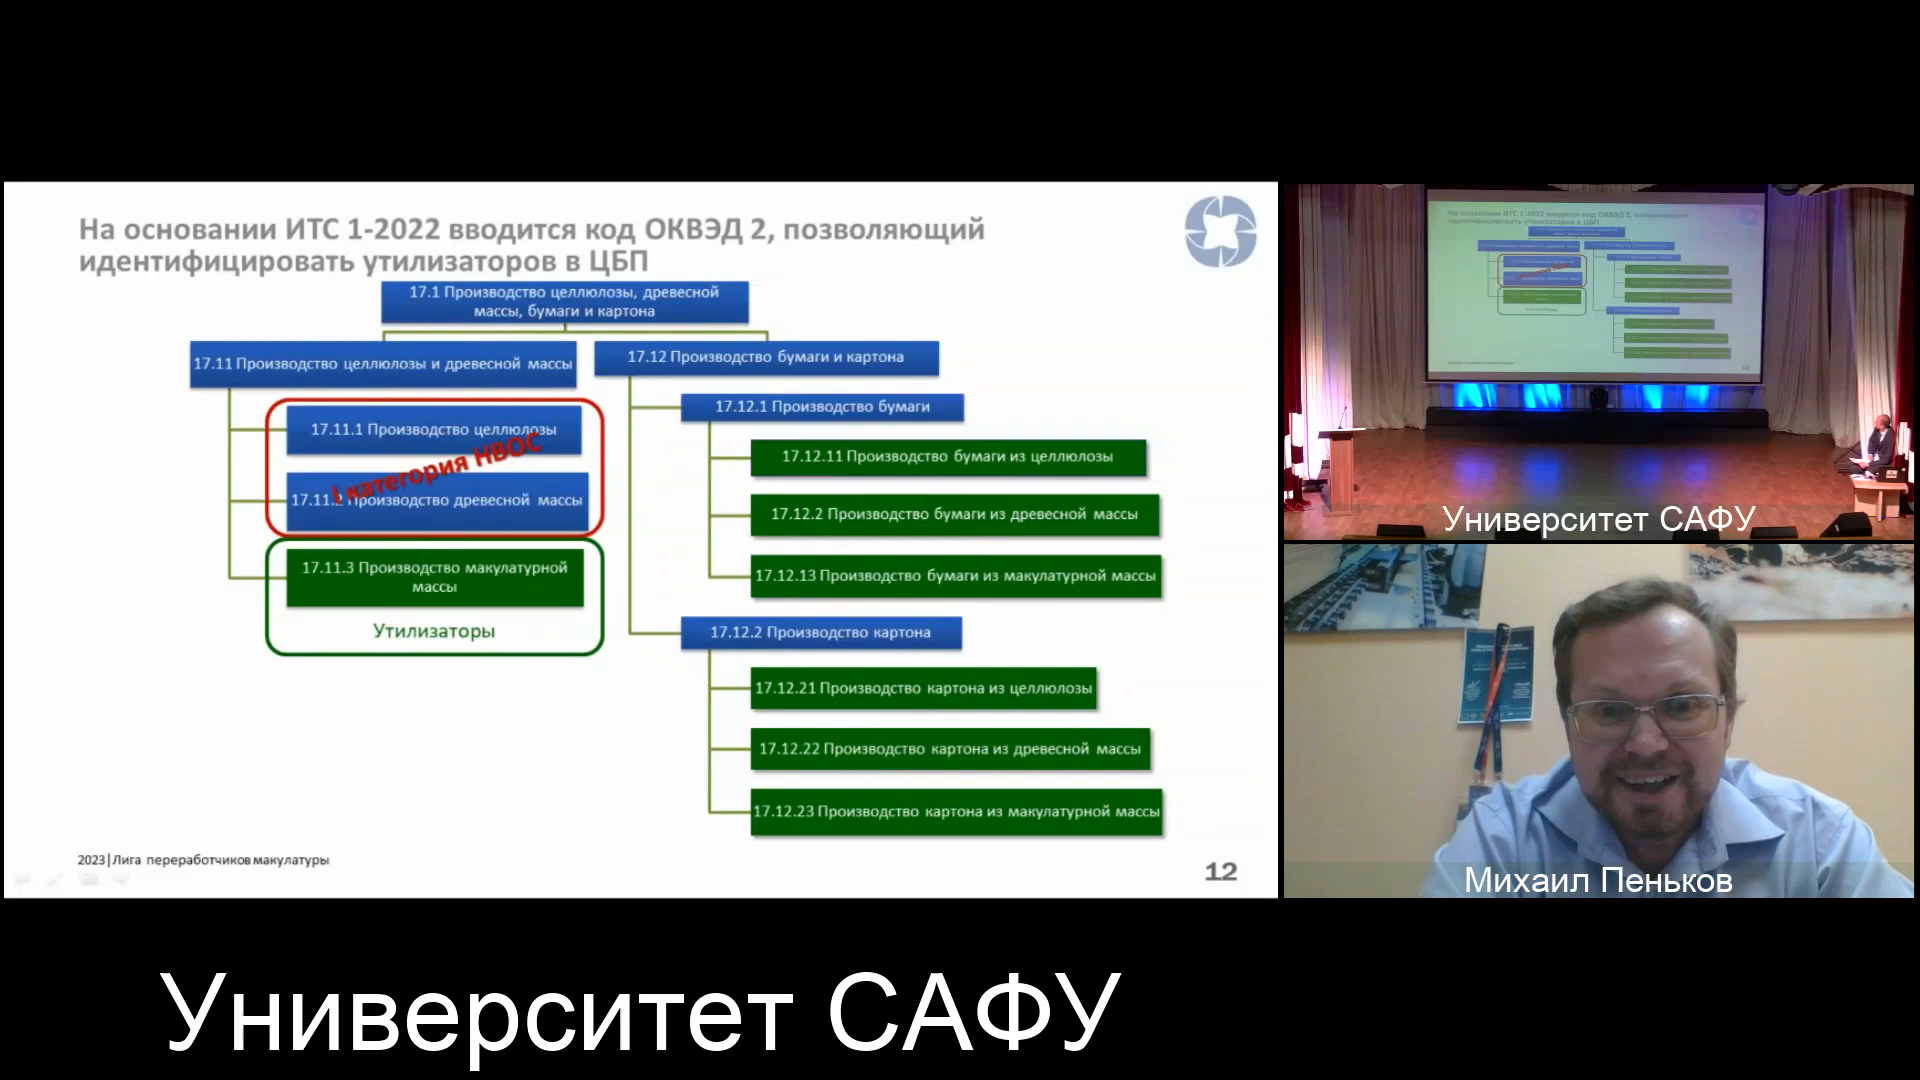 На основании ИТС 1-2022 вводится код ОКВЭД 2, позволяющий
идентифицировать утилизаторов в ЦБП
17.1 Производство целлюлозы, древесной
массы, бумаги и картона
17.11 Производство целлюлозы и древесной массы
17.12 Производство бумаги и картона
17.11.1 Производство целлюлозы
I категория НВОС
17.11.2 Производство древесной массы
17.11.3 Производство макулатурной
массы
Утилизаторы
17.12.1 Производство бумаги
17.12.11 Производство бумаги из целлюлозы
17.12.2 Производство бумаги из древесной массы
17.12.13 Производство бумаги из макулатурной массы
17.12.2 Производство картона
17.12.21 Производство картона из целлюлозы
17.12.22 Производство картона из древесной массы
17.12.23 Производство картона из макулатурной массы
2023|Лига переработчиков макулатуры
12
Университет САФУ
Михаил Пеньков
Университет САФУ